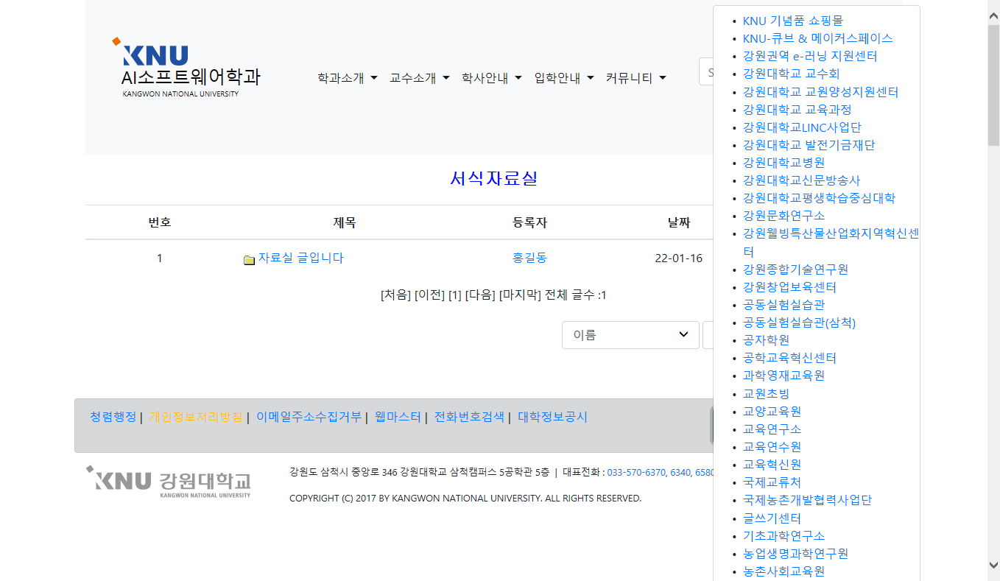 KNU
AI소프트웨어학과
KANGWON NATIONAL UNIVERSITY
학과소개 교수소개 학사안내 입학안내 커뮤니티
S
서식자료실
번호 제목 등록자 날짜
1 자료실 글입니다 홍길동 22-01-16
[처음] [이전] [1] [다음] [마지막] 전체 글수 :1
이름
청렴행정 | 개인정보처리방침 | 이메일주소수집거부 | 웹마스터 | 전화번호검색 | 대학정보공시
KNU 강원대학교
KANGWON NATIONAL UNIVERSITY
강원도 삼척시 중앙로 346 강원대학교 삼척캠퍼스 5공학관 5층 | 대표전화 : 033-570-6370, 6340, 6580
COPYRIGHT (C) 2017 BY KANGWON NATIONAL UNIVERSITY. ALL RIGHTS RESERVED.
• KNU 기념품 쇼핑몰
• KNU-큐브 & 메이커스페이스
• 강원권역 e-러닝 지원센터
• 강원대학교 교수회
• 강원대학교 교원양성지원센터
• 강원대학교 교육과정
• 강원대학교LINC사업단
• 강원대학교 발전기금재단
• 강원대학교병원
• 강원대학교신문방송사
• 강원대학교평생학습중심대학
• 강원문화연구소
• 강원웰빙특산물산업화지역혁신센
터
• 강원종합기술연구원
• 강원창업보육센터
• 공동실험실습관
• 공동실험실습관(삼척)
• 공자학원
• 공학교육혁신센터
• 과학영재교육원
• 교원초빙
• 교양교육원
• 교육연구소
• 교육연수원
• 교육혁신원
• 국제교류처
• 국제농촌개발협력사업단
• 글쓰기센터
• 기초과학연구소
• 농업생명과학연구원
• 농촌사회교육원